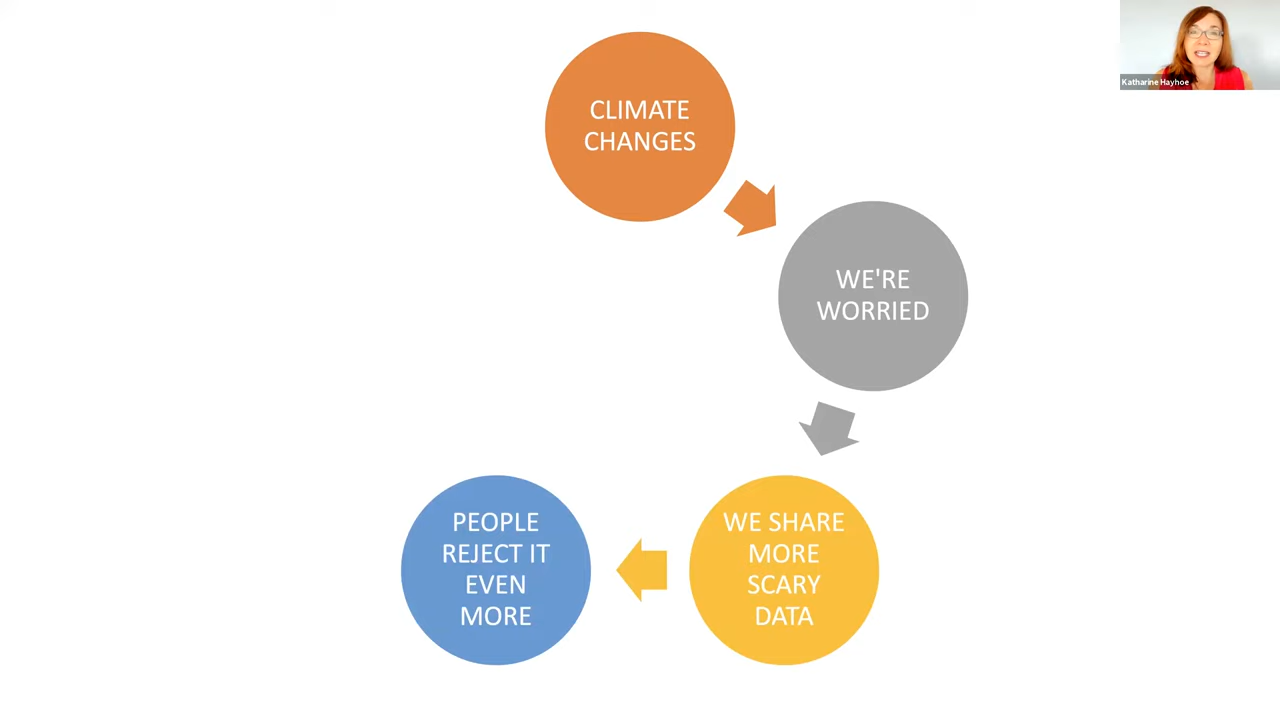 CLIMATE
CHANGES
Katharine Hayhoe
WE'RE
WORRIED
WE SHARE
MORE
SCARY
DATA
PEOPLE
REJECT IT
EVEN
MORE